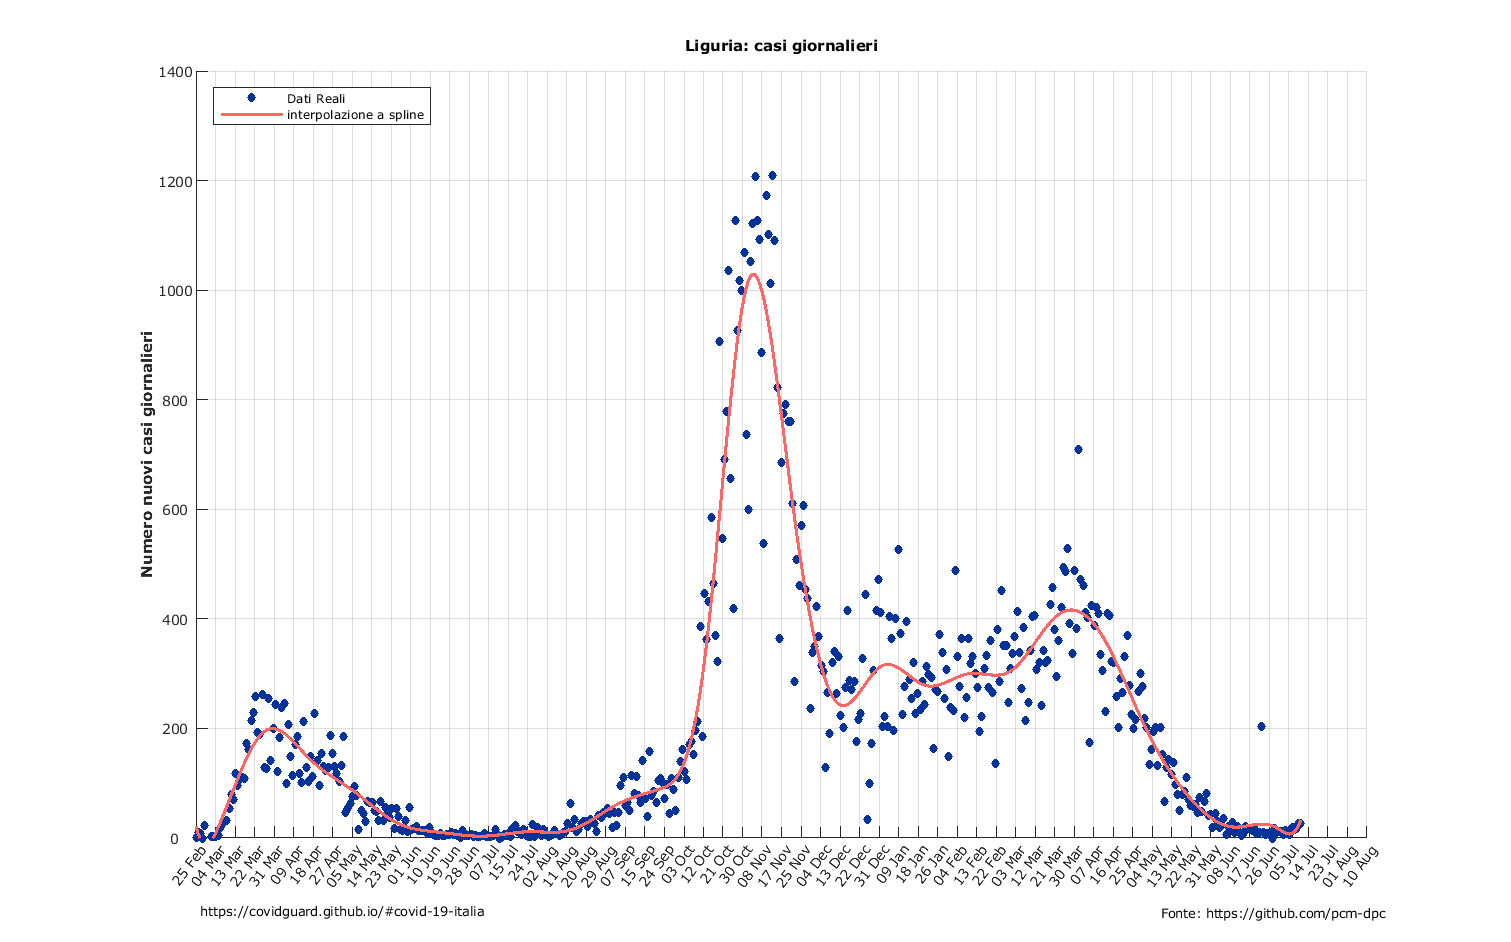 Liguria: casi giornalieri
Dati Reali
interpolazione a spline
Numero nuovi casi giornalieri
1400
1200
1000
800
600
400
200
0
25 Feb
04 Mar
13 Mar
22 Mar
31 Mar
09 Apr
18 Apr
27 Apr
05 May
14 May
23 May
01 Jun
10 Jun
19 Jun
28 Jun
07 Jul
15 Jul
24 Jul
02 Aug
11 Aug
20 Aug
29 Aug
07 Sep
15 Sep
24 Sep
03 Oct
12 Oct
21 Oct
30 Oct
08 Nov
17 Nov
25 Nov
04 Dec
13 Dec
22 Dec
31 Dec
09 Jan
18 Jan
26 Jan
04 Feb
13 Feb
22 Feb
03 Mar
12 Mar
21 Mar
30 Mar
07 Apr
16 Apr
25 Apr
04 May
13 May
22 May
31 May
08 Jun
17 Jun
26 Jun
05 Jul
14 Jul
23 Jul
01 Aug
10 Aug
https://covidguard.github.io/#covid-19-italia
Fonte: https://github.com/pcm-dpc